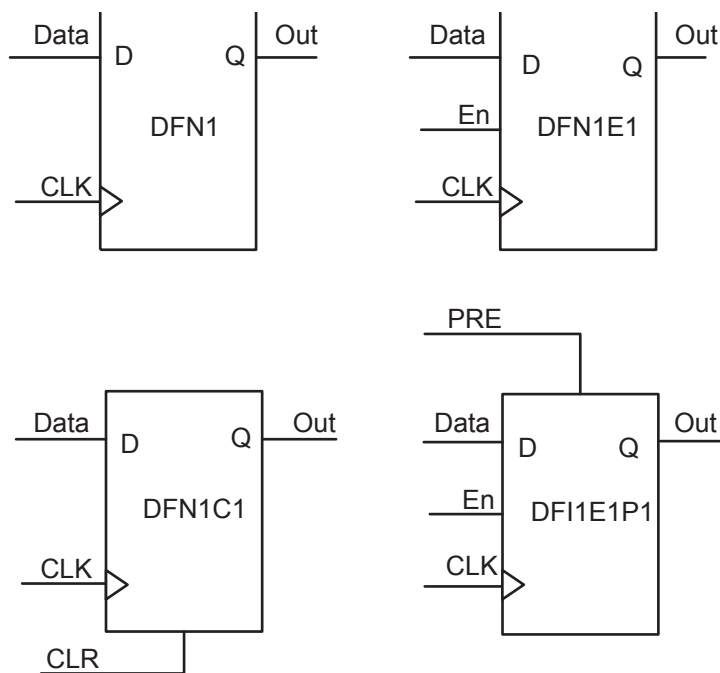 Data
D
Q
Out
DFN1
CLK
Data
D
Q
Out
En
DFN1E1
CLK
Data
D
Q
Out
DFN1C1
CLK
CLR
PRE
Data
D
Q
Out
En
DFI1E1P1
CLK